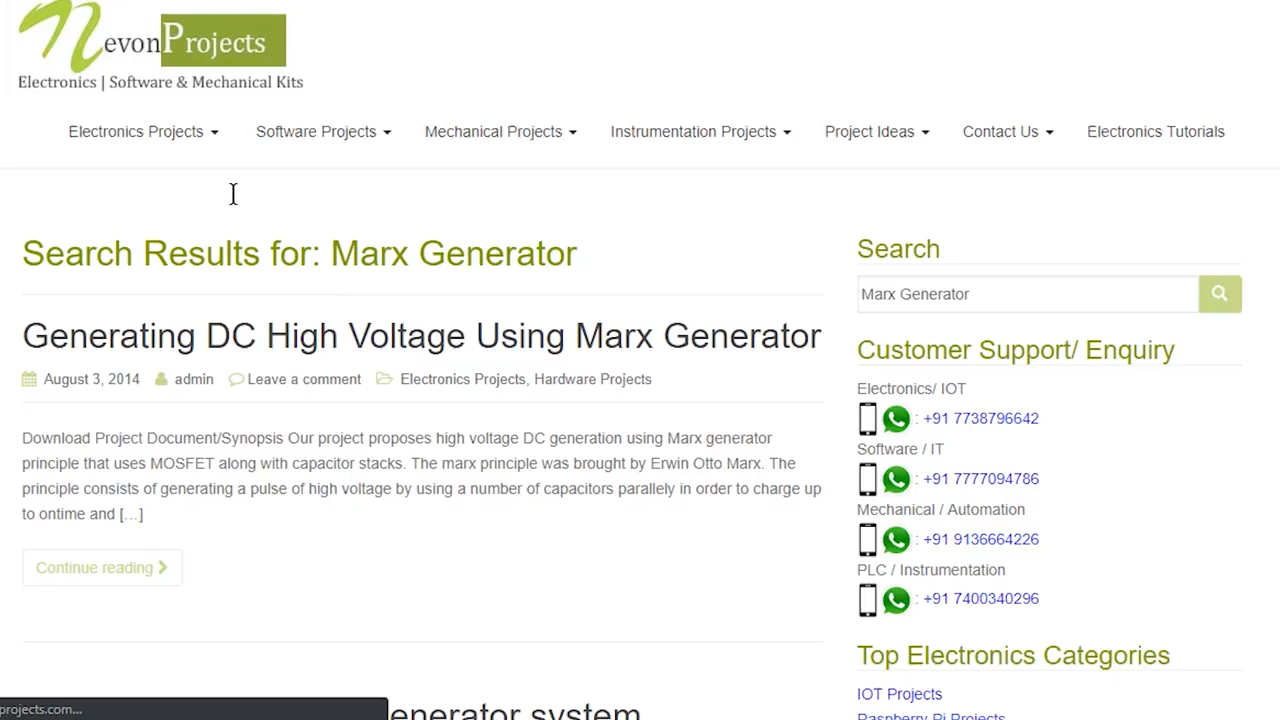 NevonProjects
Electronics | Software & Mechanical Kits
Electronics Projects Software Projects Mechanical Projects Instrumentation Projects Project Ideas Contact Us Electronics Tutorials
Search Results for: Marx Generator
Generating DC High Voltage Using Marx Generator
August 3, 2014 admin Leave a comment Electronics Projects, Hardware Projects
Download Project Document/Synopsis Our project proposes high voltage DC generation using Marx generator
principle that uses MOSFET along with capacitor stacks. The marx principle was brought by Erwin Otto Marx. The
principle consists of generating a pulse of high voltage by using a number of capacitors parallely in order to charge up
to ontime and […]
Continue reading
enerator system
projects.com...
Search
Marx Generator
Customer Support/ Enquiry
Electronics/ IOT
: +91 7738796642
Software / IT
: +91 7777094786
Mechanical / Automation
: +91 9136664226
PLC / Instrumentation
: +91 7400340296
Top Electronics Categories
IOT Projects
Raspberry Pi Projects